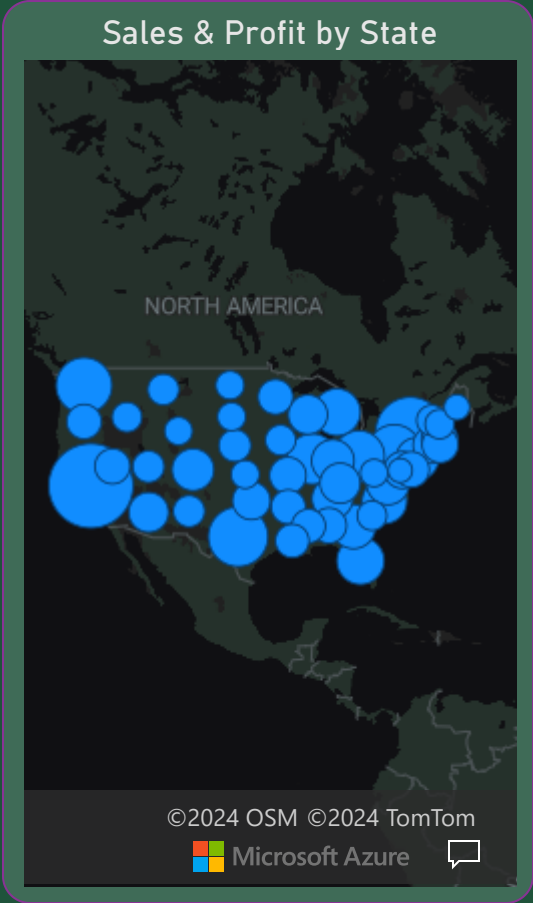 Sales & Profit by State
NORTH AMERICA
©2024 OSM ©2024 TomTom
Microsoft Azure